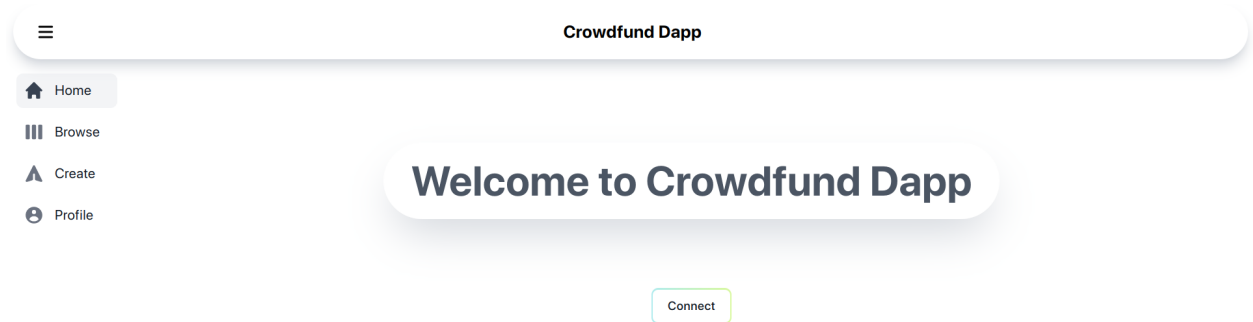 Crowdfund Dapp
Home
Browse
Create
Profile
Welcome to Crowdfund Dapp
Connect